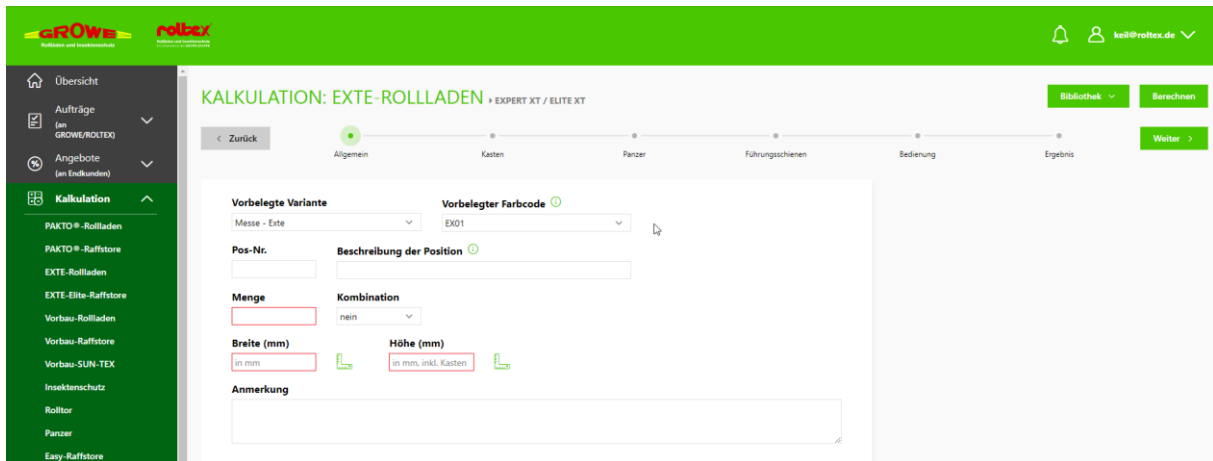 GROWE
Rollläden und Insektenschutz
roltex
keil@roltex.de
Übersicht
Aufträge
(an
GROWE/ROLTEX)
Angebote
(an Endkunden)
Kalkulation
PAKTO®-Rollladen
PAKTO®-Raffstore
EXTE-Rollladen
EXTE-Elite-Raffstore
Vorbau-Rollladen
Vorbau-Raffstore
Vorbau-SUN-TEX
Insektenschutz
Rolltor
Panzer
Easy-Raffstore
KALKULATION: EXTE-ROLLLADEN EXPERT XT / ELITE XT
Bibliothek
Berechnen
Zurück
Weiter
Allgemein
Kasten
Panzer
Führungsschienen
Bedienung
Ergebnis
Vorbelegte Variante
Vorbelegter Farbcode
Messe - Exte
EX01
Pos-Nr.
Beschreibung der Position
Menge
Kombination
nein
Breite (mm)
Höhe (mm)
in mm
in mm, inkl. Kasten
Anmerkung